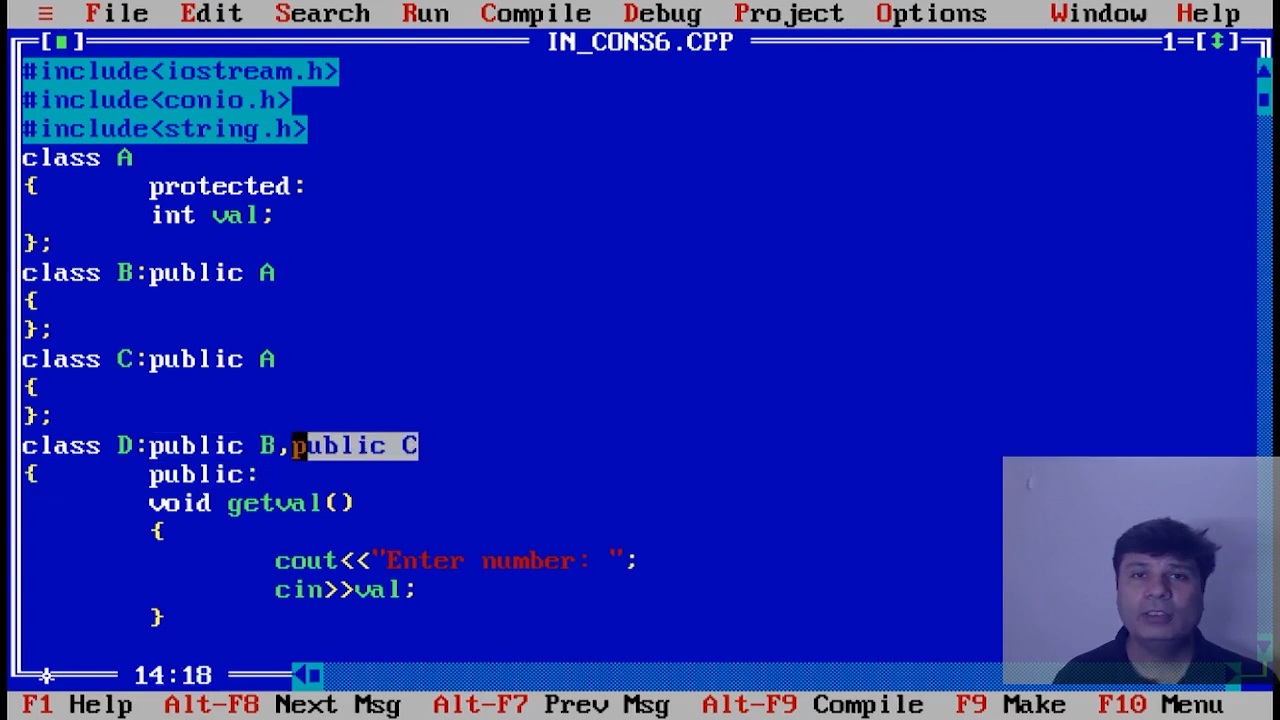 ≡ File Edit Search Run Compile Debug Project Options Window Help
[■] IN_CONS6.CPP 1=[↕]
#include<iostream.h>
#include<conio.h>
#include<string.h>
class A
{ protected:
int val;
};
class B:public A
{
};
class C:public A
{
};
class D:public B,public C
{ public:
void getval()
{
cout<<"Enter number: ";
cin>>val;
}
14:18
F1 Help Alt-F8 Next Msg Alt-F7 Prev Msg Alt-F9 Compile F9 Make F10 Menu